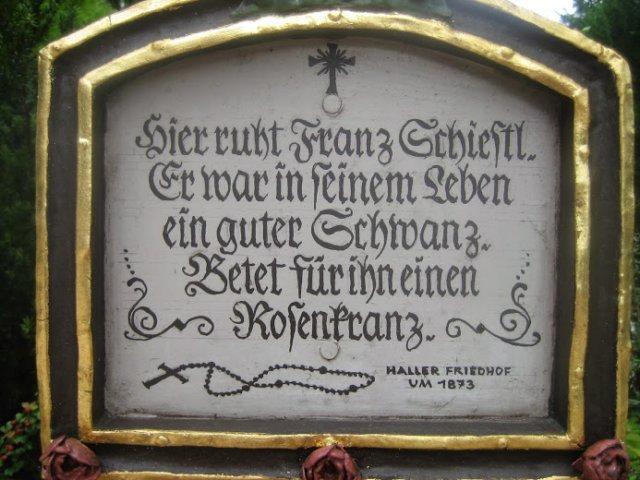 Hier ruht Franz Schiestl.
Er war in seinem Leben
ein guter Schwanz.
Betet für ihn einen
Rosenkranz.
HALLER FRIEDHOF
UM 1873